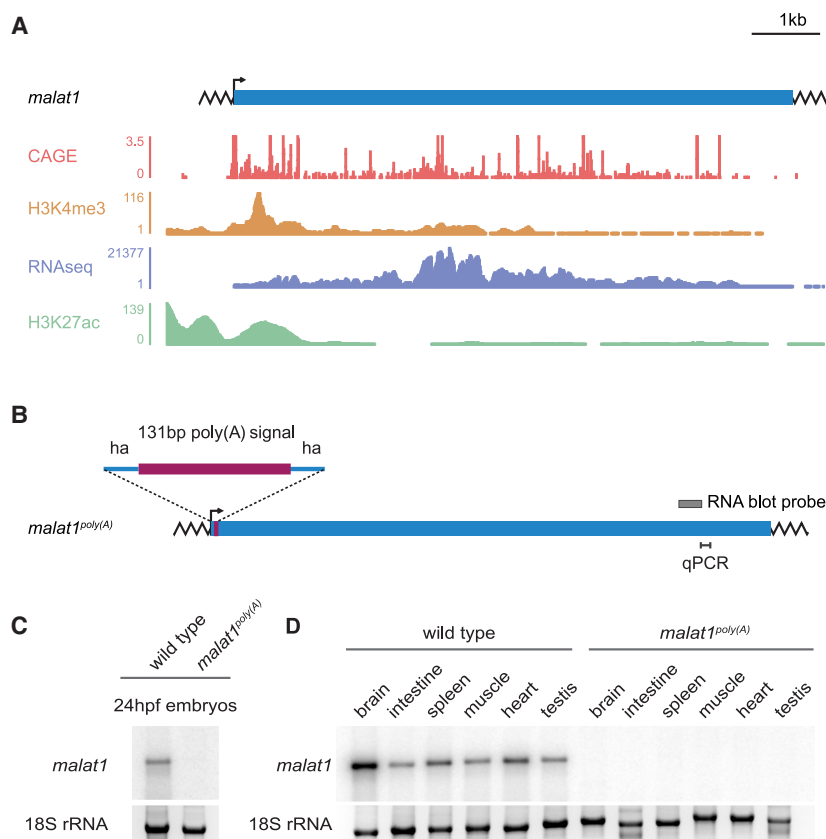 A
1kb
malat1
CAGE
3.5
0
H3K4me3
116
1
RNAseq
21377
1
H3K27ac
139
0
B
131bp poly(A) signal
ha
ha
RNA blot probe
malat1poly(A)
qPCR
C
wild type
malat1poly(A)
24hpf embryos
malat1
18S rRNA
D
wild type
malat1poly(A)
brain
intestine
spleen
muscle
heart
testis
brain
intestine
spleen
muscle
heart
testis
malat1
18S rRNA